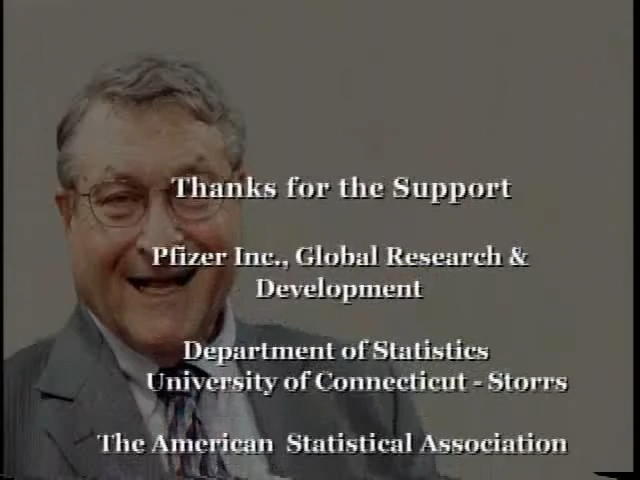 Thanks for the Support
Pfizer Inc., Global Research &
Development
Department of Statistics
University of Connecticut - Storrs
The American Statistical Association